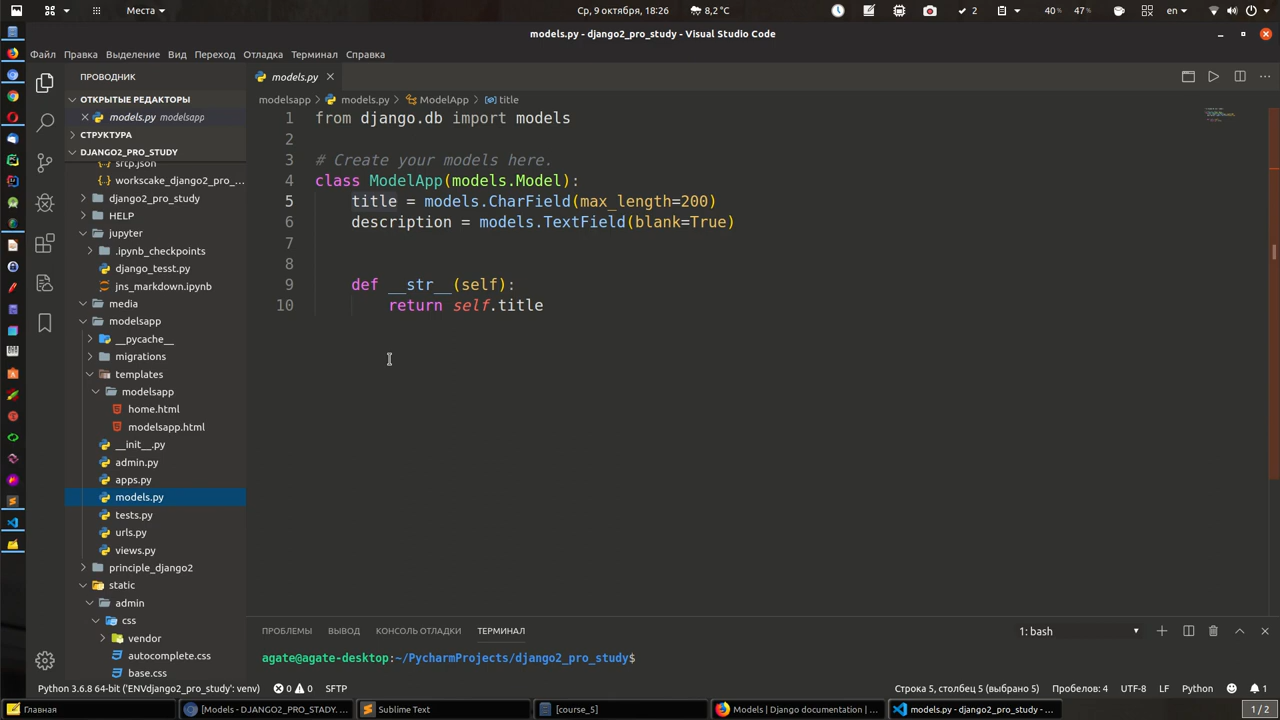 Места
Ср, 9 октября, 18:26
8,2°C
2
40%
47%
en
models.py - django2_pro_study - Visual Studio Code
Файл Правка Выделение Вид Переход Отладка Терминал Справка
ПРОВОДНИК
ОТКРЫТЫЕ РЕДАКТОРЫ
models.py modelsapp
СТРУКТУРА
DJANGO2_PRO_STUDY
sftp.json
workscake_django2_pro_...
django2_pro_study
HELP
jupyter
.ipynb_checkpoints
django_tesst.py
jns_markdown.ipynb
media
modelsapp
__pycache__
migrations
templates
modelsapp
home.html
modelsapp.html
__init__.py
admin.py
apps.py
models.py
tests.py
urls.py
views.py
principle_django2
static
admin
css
vendor
autocomplete.css
base.css
models.py
modelsapp > models.py > ModelApp > title
1 from django.db import models
2
3 # Create your models here.
4 class ModelApp(models.Model):
5 title = models.CharField(max_length=200)
6 description = models.TextField(blank=True)
7
8
9 def __str__(self):
10 return self.title
ПРОБЛЕМЫ ВЫВОД КОНСОЛЬ ОТЛАДКИ ТЕРМИНАЛ
1: bash
agate@agate-desktop:~/PycharmProjects/django2_pro_study$
Python 3.6.8 64-bit ('ENVdjango2_pro_study': venv) 0 0 SFTP
Строка 5, столбец 5 (выбрано 5) Пробелов: 4 UTF-8 LF Python 1
Главная
[Models - DJANGO2_PRO_STADY. ...
Sublime Text
[course_5]
Models | Django documentation | ...
models.py - django2_pro_study - ...
1/2